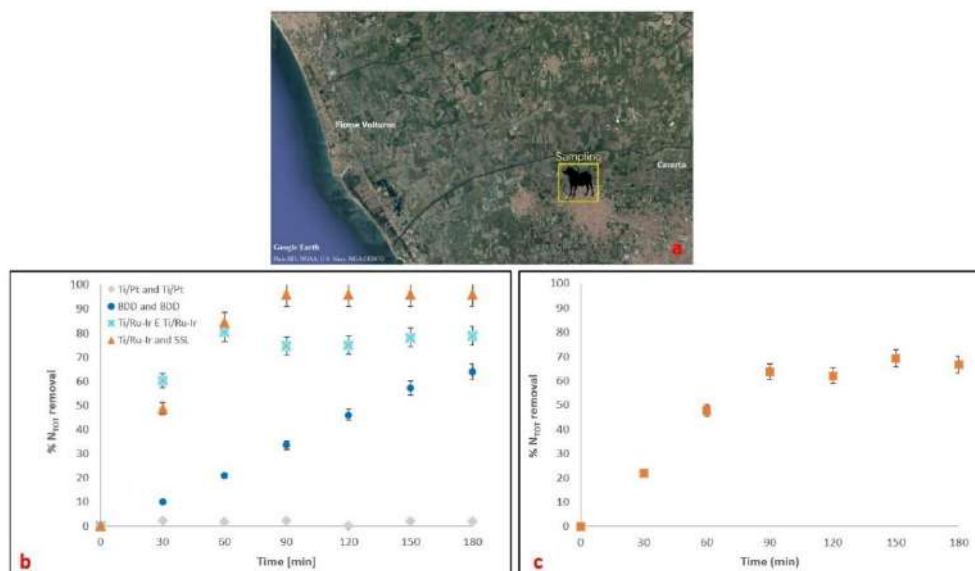 Fiume Volturno
Sampling
Caserta
Google Earth
a
100
90
80
70
60
50
40
30
20
10
0
% N_TOT removal
Ti/Pt and Ti/Pt
BDD and BDD
Ti/Ru-Ir E Ti/Ru-Ir
Ti/Ru-Ir and SSL
0 30 60 90 120 150 180
Time [min]
b
100
90
80
70
60
50
40
30
20
10
0
% N_TOT removal
0 30 60 90 120 150 180
Time (min)
c